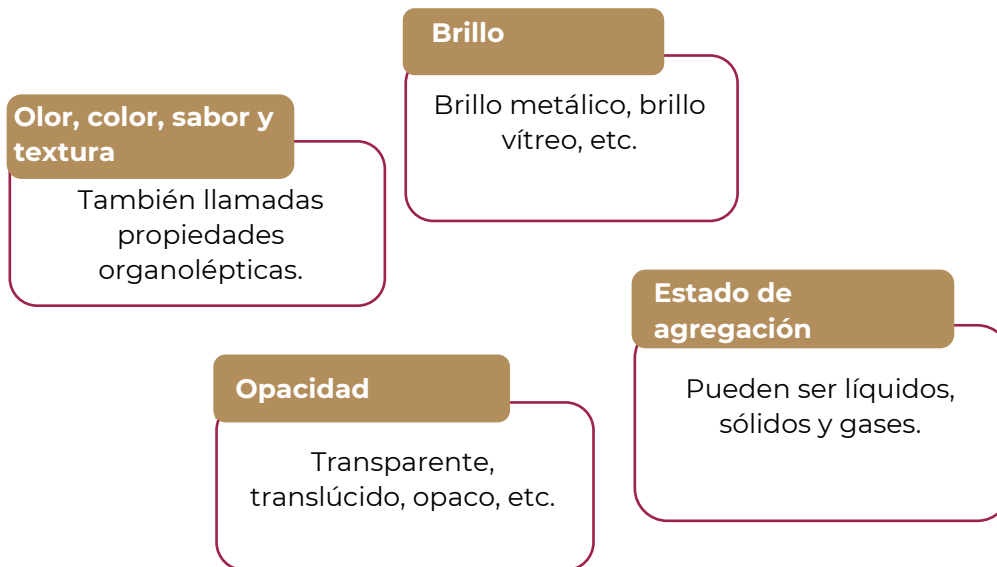 Brillo
Brillo metálico, brillo
vítreo, etc.
Olor, color, sabor y
textura
También llamadas
propiedades
organolépticas.
Estado de
agregación
Pueden ser líquidos,
sólidos y gases.
Opacidad
Transparente,
translúcido, opaco, etc.